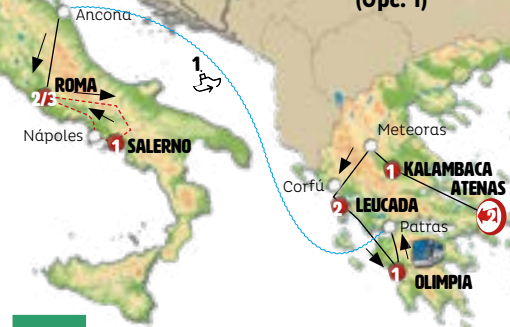 (Opc. 1)
Ancona
1
ROMA
2/3
Nápoles
1
SALERNO
Meteoras
1
KALAMBACA
ATENAS
2
Corfú
2
LEUCADA
Patras
1
OLIMPIA